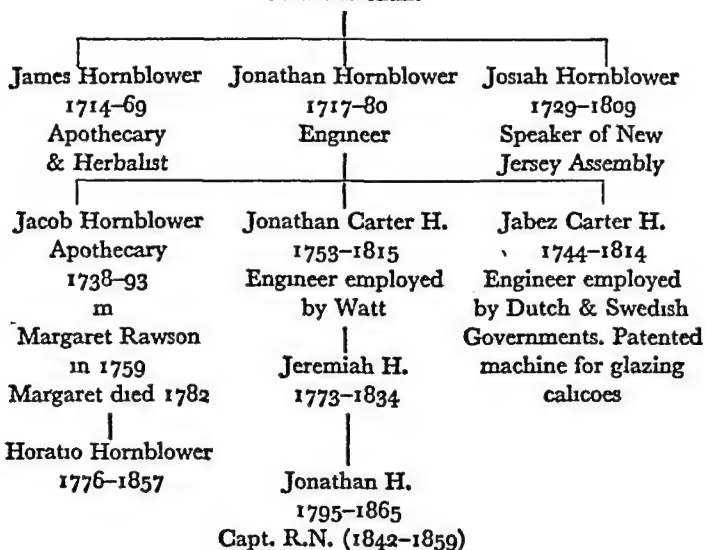 James Hornblower
1714–69
Apothecary
& Herbalist
Jonathan Hornblower
1717–80
Engineer
Josiah Hornblower
1729–1809
Speaker of New
Jersey Assembly
Jacob Hornblower
Apothecary
1738–93
m
Margaret Rawson
in 1759
Margaret died 1782
Horatio Hornblower
1776–1857
Jonathan Carter H.
1753–1815
Engineer employed
by Watt
Jeremiah H.
1773–1834
Jonathan H.
1795–1865
Capt. R.N. (1842–1859)
Jabez Carter H.
1744–1814
Engineer employed
by Dutch & Swedish
Governments. Patented
machine for glazing
calicoes